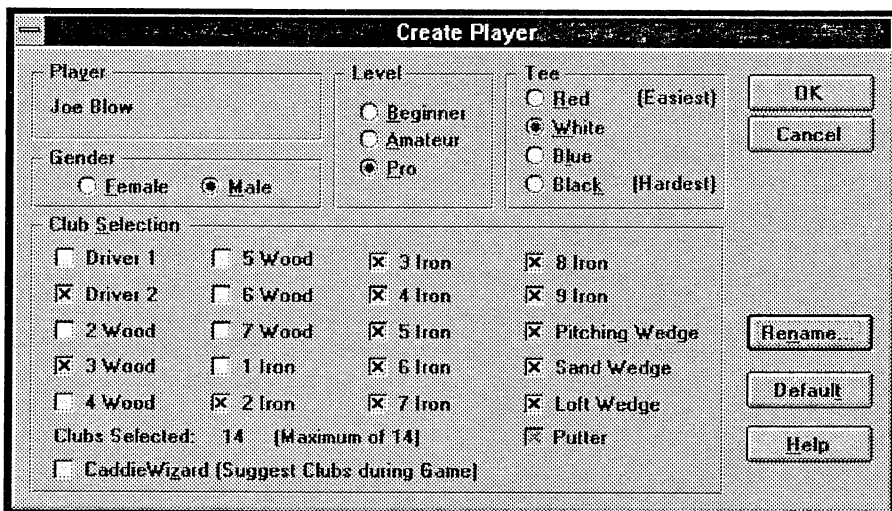 Create Player
Player
Joe Blow
Gender
Female Male
Level
Beginner
Amateur
Pro
Tee
Red (Easiest)
White
Blue
Black (Hardest)
OK
Cancel
Club Selection
Driver 1 5 Wood 3 Iron 8 Iron
Driver 2 6 Wood 4 Iron 9 Iron
2 Wood 7 Wood 5 Iron Pitching Wedge
3 Wood 1 Iron 6 Iron Sand Wedge
4 Wood 2 Iron 7 Iron Loft Wedge
Clubs Selected: 14 (Maximum of 14) Putter
CaddieWizard (Suggest Clubs during Game)
Rename...
Default
Help